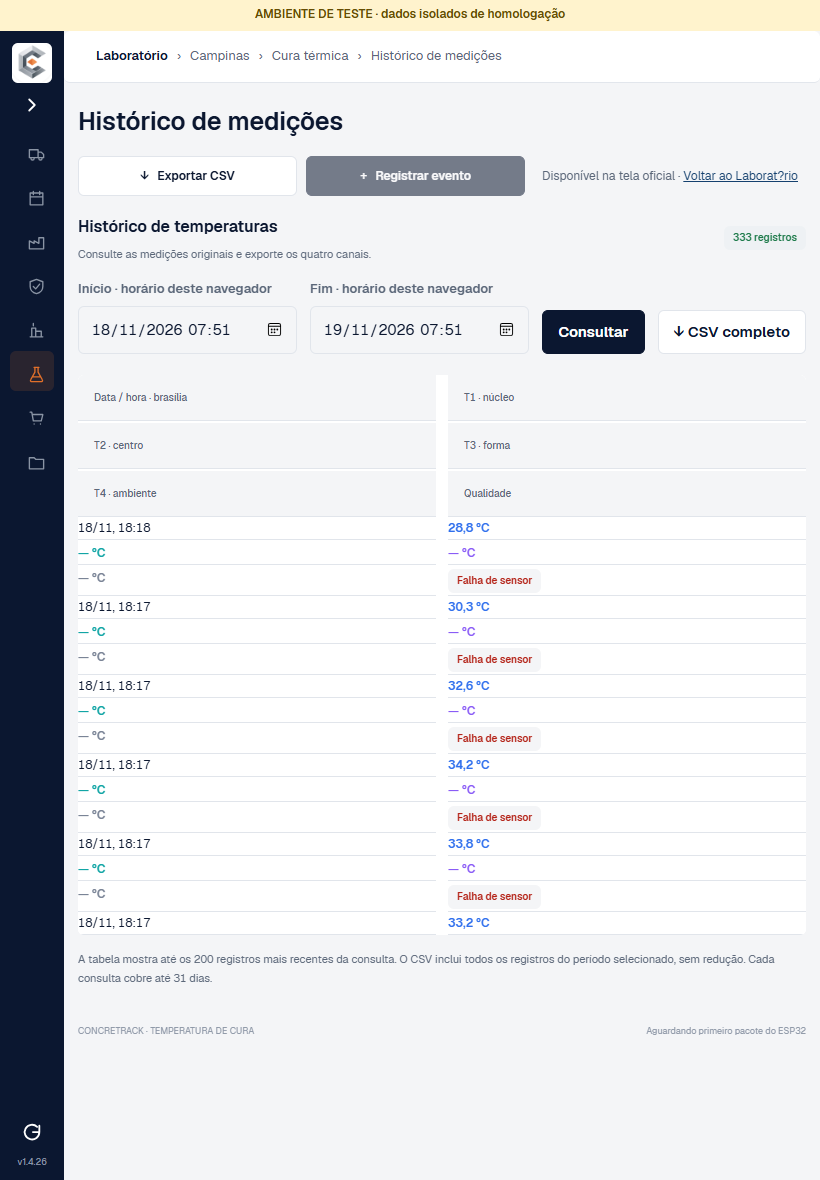 AMBIENTE DE TESTE · dados isolados de homologação
Laboratório › Campinas › Cura térmica › Histórico de medições
Histórico de medições
↓ Exportar CSV
+ Registrar evento
Disponível na tela oficial · Voltar ao Laborat?rio
Histórico de temperaturas
Consulte as medições originais e exporte os quatro canais.
333 registros
Início · horário deste navegador
Fim · horário deste navegador
18/11/2026 07:51
19/11/2026 07:51
Consultar
↓ CSV completo
Data / hora · brasília
T1 · núcleo
T2 · centro
T3 · forma
T4 · ambiente
Qualidade
18/11, 18:18
28,8 °C
— °C
— °C
— °C
Falha de sensor
18/11, 18:17
30,3 °C
— °C
— °C
— °C
Falha de sensor
18/11, 18:17
32,6 °C
— °C
— °C
— °C
Falha de sensor
18/11, 18:17
34,2 °C
— °C
— °C
— °C
Falha de sensor
18/11, 18:17
33,8 °C
— °C
— °C
— °C
Falha de sensor
18/11, 18:17
33,2 °C
A tabela mostra até os 200 registros mais recentes da consulta. O CSV inclui todos os registros do período selecionado, sem redução. Cada
consulta cobre até 31 dias.
CONCRETRACK · TEMPERATURA DE CURA
Aguardando primeiro pacote do ESP32
v1.4.26